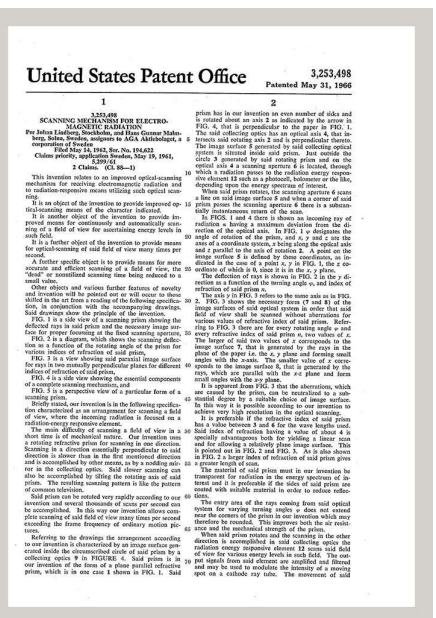 United States Patent Office
3,253,498
Patented May 31, 1966
1
3,253,498
SCANNING MECHANISM FOR ELECTRO-
MAGNETIC RADIATION
Per Johan Lindberg, Stockholm, and Hans Gunnar Malm-
berg, Solna, Sweden, assignors to AGA Aktiebolaget, a
corporation of Sweden
Filed May 14, 1962, Ser. No. 194,622
Claims priority, application Sweden, May 19, 1961,
5,299/61
2 Claims. (Cl. 88—1)
This invention relates to an improved optical-scanning
mechanism for receiving electromagnetic radiation and
to radiation-responsive means utilizing such optical scan-
ning.
It is an object of the invention to provide improved op-
tical-scanning means of the character indicated.
It is another object of the invention to provide im-
proved means for continuously and automatically scan-
ning of a field of view for ascertaining energy levels in
such field.
It is a further object of the invention to provide means
for optical-scanning of said field of view many times per
second.
A further specific object is to provide means for more
accurate and efficient scanning of a field of view, the
"dead" or nonutilized scanning time being reduced to a
small value.
Other objects and various further features of novelty
and invention will be pointed out or will occur to those
skilled in the art from a reading of the following specifica-
tion, in conjunction with the accompanying drawings.
Said drawings show the principle of the invention.
FIG. 1 is a side view of a scanning prism showing the
deflected rays in said prism and the necessary image sur-
face for proper focusing at the fixed scanning aperture,
FIG. 2 is a diagram, which shows the scanning deflec-
tion as a function of the rotating angle of the prism for
various indices of refraction of said prism,
FIG. 3 is a view showing said paraxial image surface
for rays in two mutually perpendicular planes for different
indices of refraction of said prism,
FIG. 4 is a side view showing the essential components
of a complete scanning mechanism, and
FIG. 5 is a perspective view of a particular form of a
scanning prism.
Briefly stated, our invention is in the following specifica-
tion characterized as an arrangement for scanning a field
of view, where the incoming radiation is focused on a
radiation-energy responsive element.
The main difficulty of scanning a field of view in a
short time is of mechanical nature. Our invention uses
a rotating refractive prism for scanning in one direction.
Scanning in a direction essentially perpendicular to said
direction is slower than in the first mentioned direction
and is accomplished by other means, as by a nodding mir-
ror in the collecting optics. Said slower scanning can
also be accomplished by tilting the rotating axis of said
prism. The resulting scanning pattern is like the pattern
of common television.
Said prism can be rotated very rapidly according to our
invention and several thousands of scans per second can
be accomplished. In this way our invention allows com-
plete scanning of said field of view many times per second
exceeding the frame frequency of ordinary motion pic-
tures.
Referring to the drawings the arrangement according
to our invention is characterized by an image surface gen-
erated inside the circumscribed circle of said prism by a
collecting optics 9 in FIGURE 4. Said prism is in
our invention of the form of a plane parallel refractive
prism, which is in one case 1 shown in FIG. 1. Said
2
prism has in our invention an even number of sides and
is rotated about an axis 2 as indicated by the arrow in
FIG. 4, that is perpendicular to the paper in FIG. 1.
The said collecting optics has an optical axis 4, that in-
tersects said rotating axis 2 and is perpendicular thereto.
The image surface 8 generated by said collecting optical
system is situated inside said prism. Just outside the
circle 3 generated by said rotating prism and on the
optical axis 4 a scanning aperture 6 is located, through
which a radiation passes to the radiation energy respon-
sive element 12 such as a photocell, bolometer or the like,
depending upon the energy spectrum of interest.
When said prism rotates, the scanning aperture 6 scans
a line on said image surface 8 and when a corner of said
prism passes the scanning aperture 6 there is a substan-
tially instantaneous return of the scan.
In FIGS. 1 and 4 there is shown an incoming ray of
radiation a having a maximum deviation from the di-
rection of the optical axis. In FIG. 1 φ designates the
angle of rotation of the prism, and x, y and z are the
axes of a coordinate system, x being along the optical axis
and z parallel to the axis of rotation 2. A point on the
image surface 8 is defined by these coordinates, as in-
dicated in the case of a point x, y in FIG. 1, the z co-
ordinate of which is 0, since it is in the x, y plane.
The deflection of rays is shown in FIG. 2 in the y di-
rection as a function of the turning angle φ, and index of
refraction of said prism n.
The axis y in FIG. 3 refers to the same axis as in FIG.
2. FIG. 3 shows the necessary form (7 and 8) of the
image surfaces of said optical system in order that said
field of view shall be scanned without aberrations for
various values of refractive index of said prism. Refer-
ring to FIG. 3 there are for every rotating angle φ and
every refractive index of said prism n, two values of x.
The larger of said two values of x corresponds to the
image surface 7, that is generated by the rays in the
plane of the paper i.e. the x, y plane and forming small
angles with the x-axis. The smaller value of x corre-
sponds to the image surface 8, that is generated by the
rays, which are parallel with the x-z plane and form
small angles with the x-y plane.
It is apparent from FIG. 3 that the aberrations, which
are caused by the prism, can be neutralized to a sub-
stantial degree by a suitable choice of image surface.
In this way it is possible according to our invention to
achieve very high resolution in the optical scanning.
It is preferable if the refractive index of said prism
has a value between 3 and 6 for the wave lengths used.
Said index of refraction having a value of about 4 is
specially advantageous both for yielding a linear scan
and for allowing a relatively plane image surface. This
is pointed out in FIG. 2 and FIG. 3. As is also shown
in FIG. 2 a larger index of refraction of said prism gives
a greater length of scan.
The material of said prism must in our invention be
transparent for radiation in the energy spectrum of in-
terest and it is preferable if the sides of said prism are
coated with suitable material in order to reduce reflec-
tions.
The entry area of the rays coming from said optical
system for varying turning angles φ does not extend
near the corners of the prism in our invention which may
therefore be rounded. This improves both the air resist-
ance and the mechanical strength of the prism.
When said prism rotates and the scanning in the other
direction is accomplished in said collecting optics the
radiation energy responsive element 12 scans said field
of view for various energy levels in such field. The out-
put signals from said element are amplified and filtered
and may be used to modulate the intensity of a moving
spot on a cathode ray tube. The movement of said